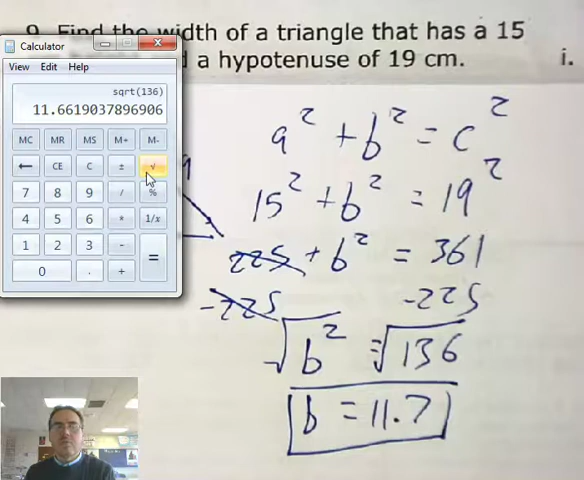 9. Find the width of a triangle that has a 15
a hypotenuse of 19 cm.
i.
Calculator
View Edit Help
sqrt(136)
11.6619037896906
MC MR MS M+ M-
← CE C ± √
7 8 9 / %
4 5 6 * 1/x
1 2 3 - =
0 . +
a² + b² = c²
15² + b² = 19²
225 + b² = 361
-225 -225
√b² = √136
b = 11.7